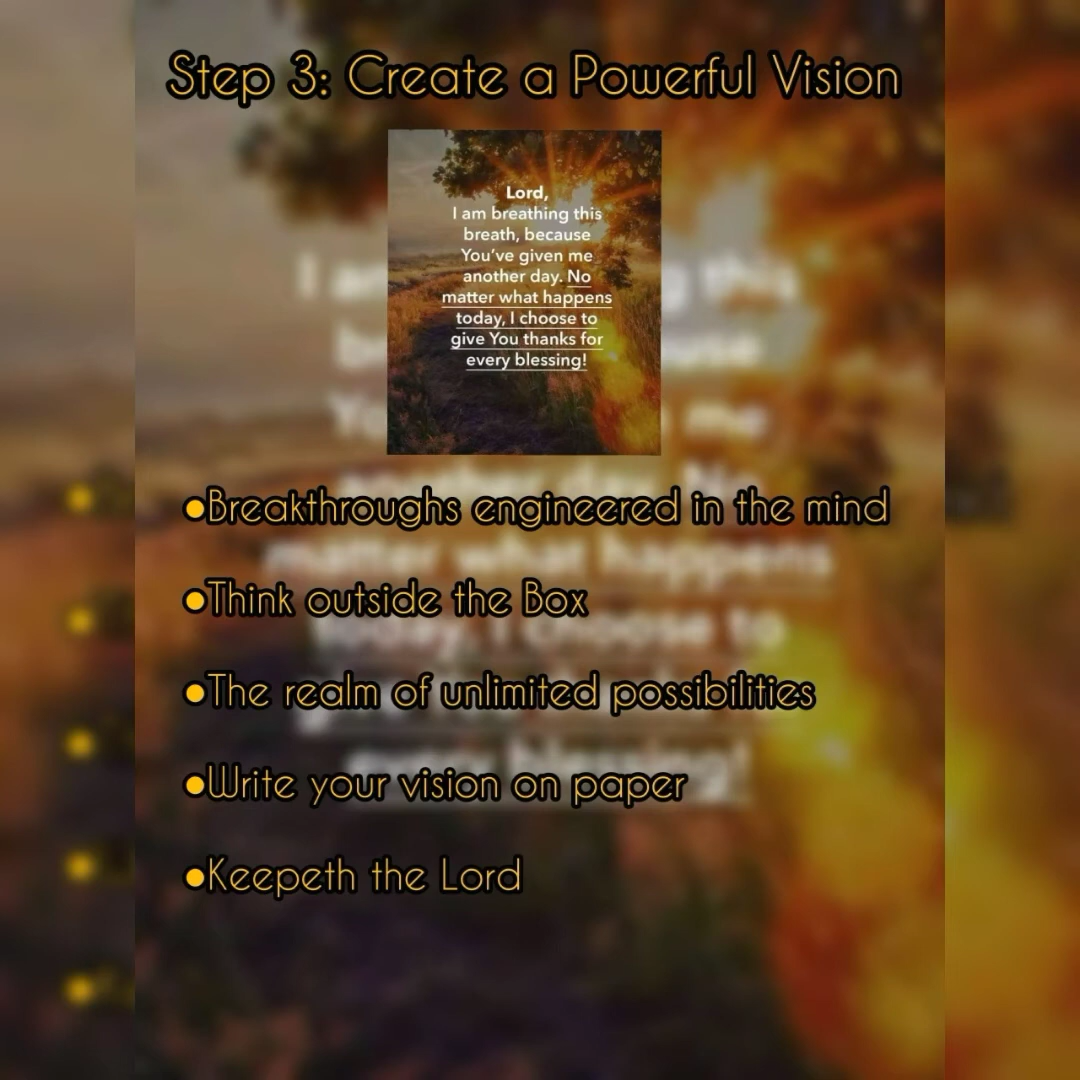 Step 3: Create a Powerful Vision
Lord,
I am breathing this
breath, because
You've given me
another day. No
matter what happens
today, I choose to
give You thanks for
every blessing!
●Breakthroughs engineered in the mind
●Think outside the Box
●The realm of unlimited possibilities
●Write your vision on paper
●Keepeth the Lord